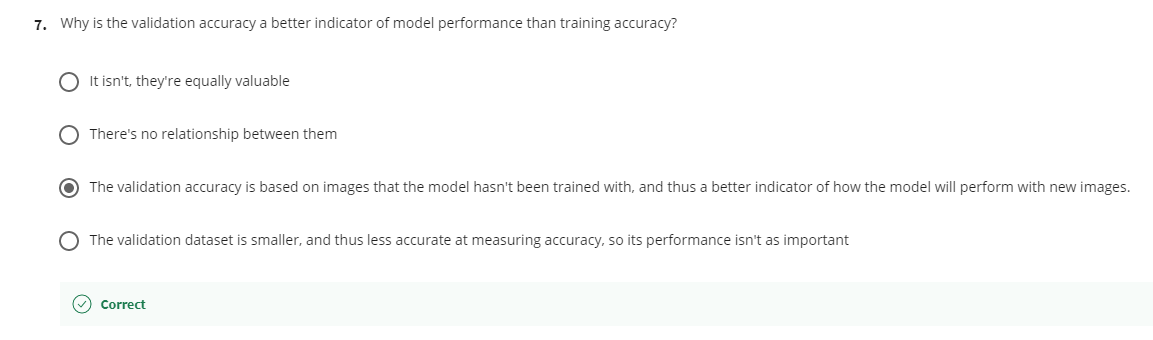 7. Why is the validation accuracy a better indicator of model performance than training accuracy?
It isn't, they're equally valuable
There's no relationship between them
The validation accuracy is based on images that the model hasn't been trained with, and thus a better indicator of how the model will perform with new images.
The validation dataset is smaller, and thus less accurate at measuring accuracy, so its performance isn't as important
Correct